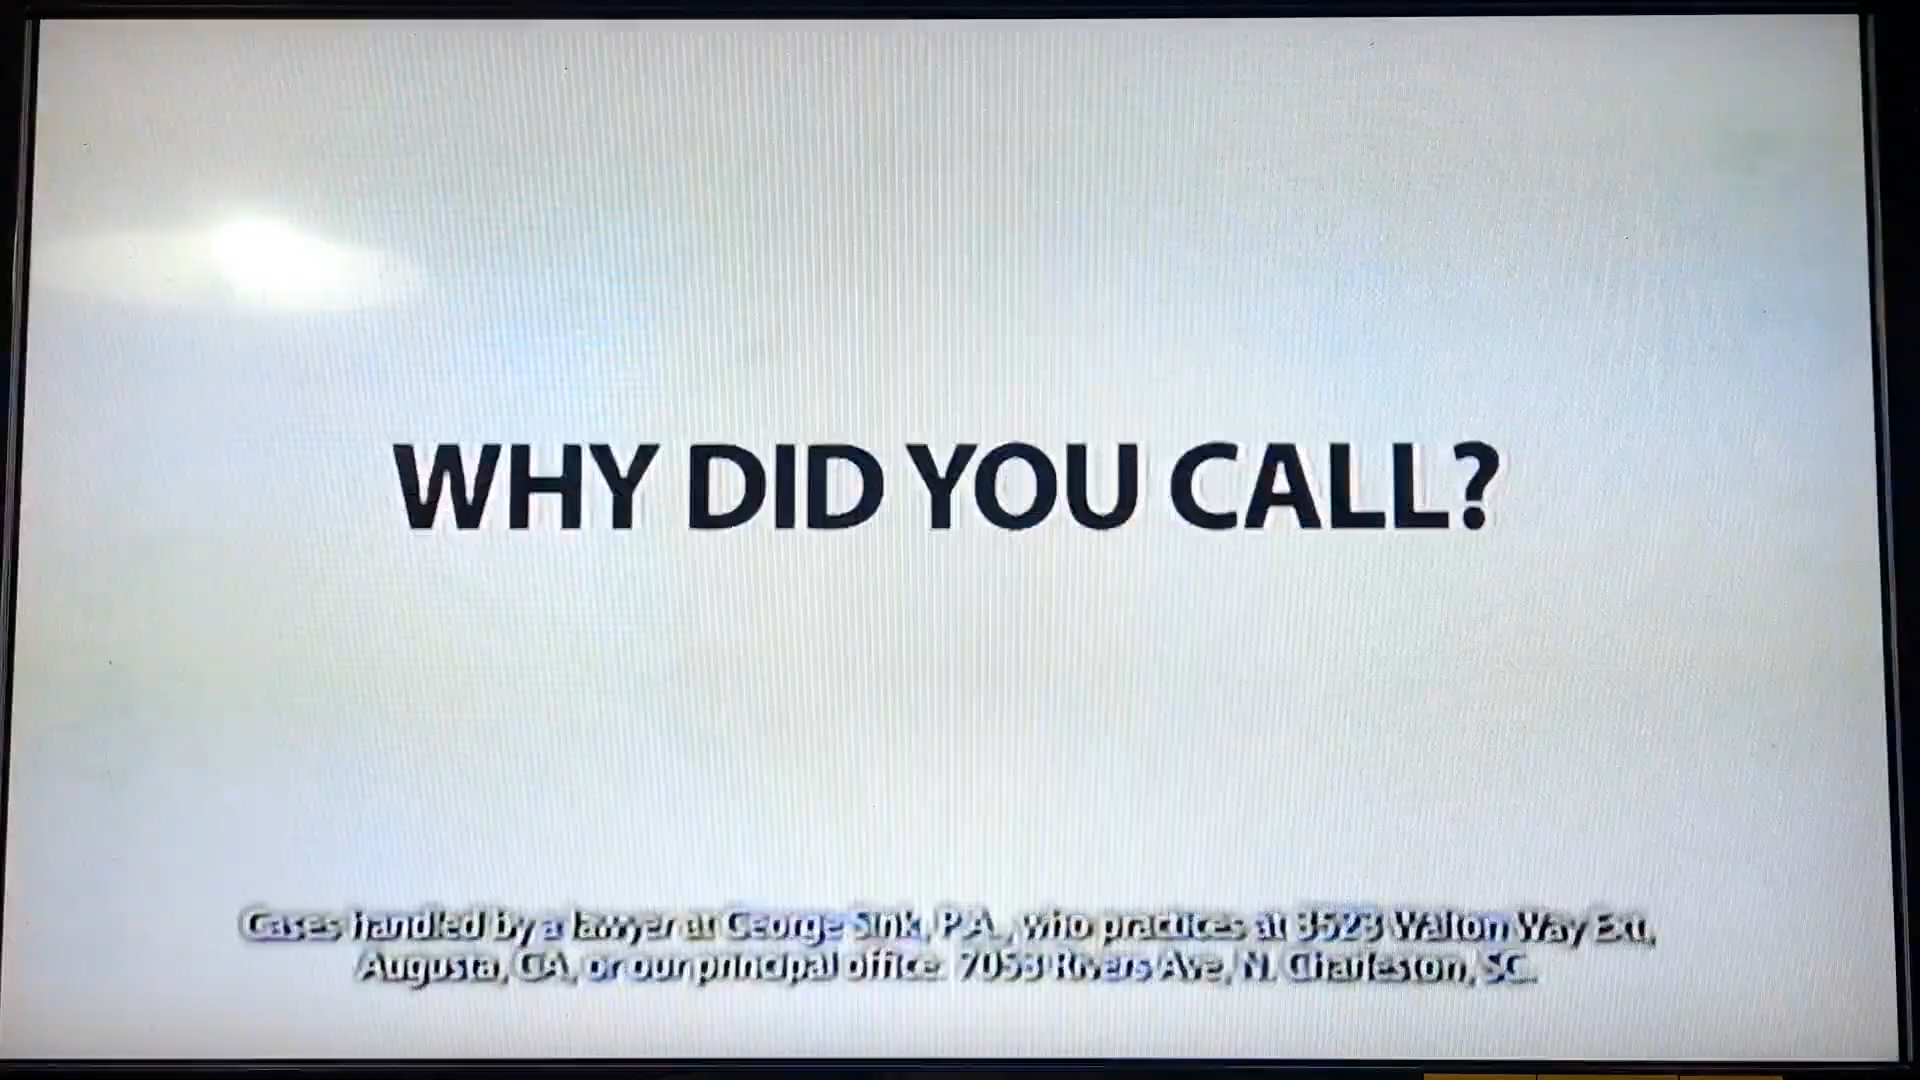 WHY DID YOU CALL?
Cases handled by a lawyer at George Sink, P.A., who practices at 3523 Walton Way Ext,
Augusta, GA, or our principal office: 7053 Rivers Ave, N. Charleston, SC.